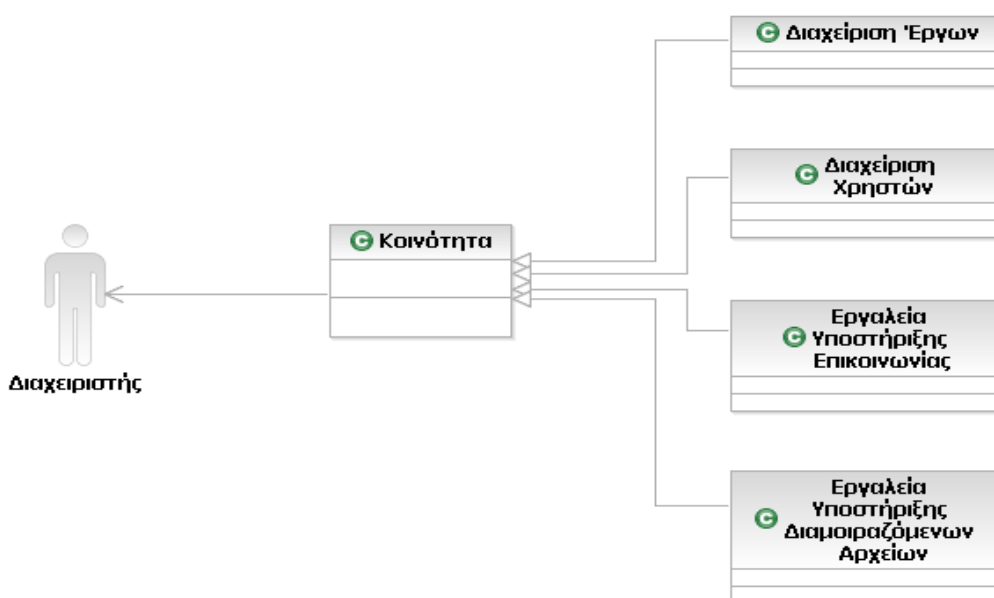 Διαχείριση Έργων
Διαχείριση
Χρηστών
Κοινότητα
Εργαλεία
Υποστήριξης
Επικοινωνίας
Διαχειριστής
Εργαλεία
Υποστήριξης
Διαμοιραζόμενων
Αρχείων